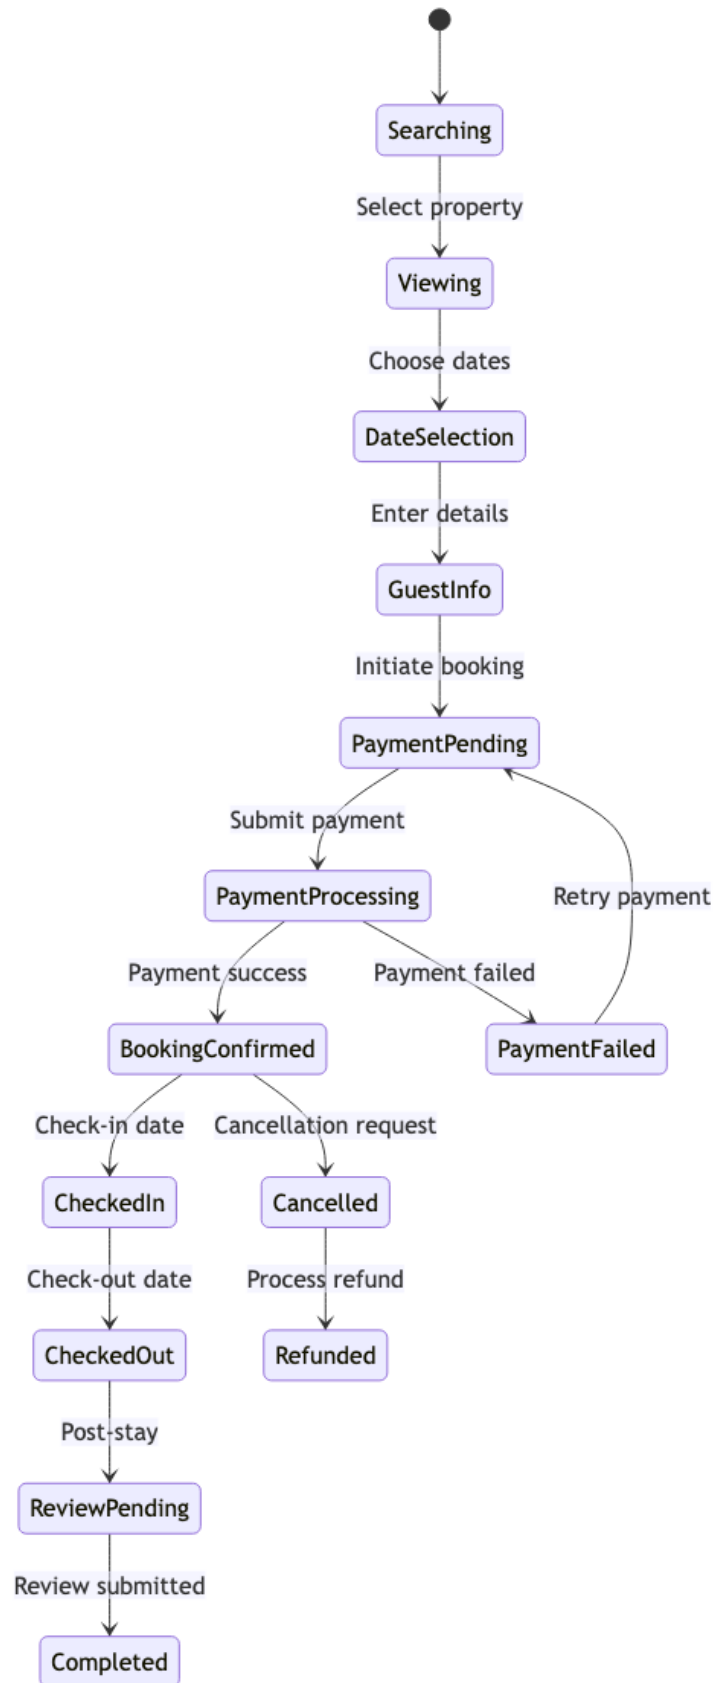 Searching
Select property
Viewing
Choose dates
DateSelection
Enter details
GuestInfo
Initiate booking
PaymentPending
Submit payment
PaymentProcessing
Retry payment
Payment success
Payment failed
BookingConfirmed
PaymentFailed
Check-in date
Cancellation request
CheckedIn
Cancelled
Check-out date
Process refund
CheckedOut
Refunded
Post-stay
ReviewPending
Review submitted
Completed